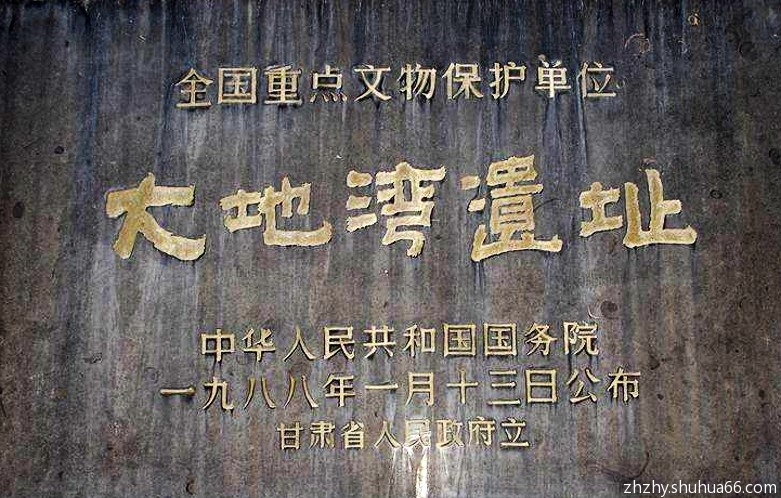 全国重点文物保护单位
大地湾遗址
中华人民共和国国务院
一九八八年一月十三日公布
甘肃省人民政府立
zhzhy.shuhua66.com